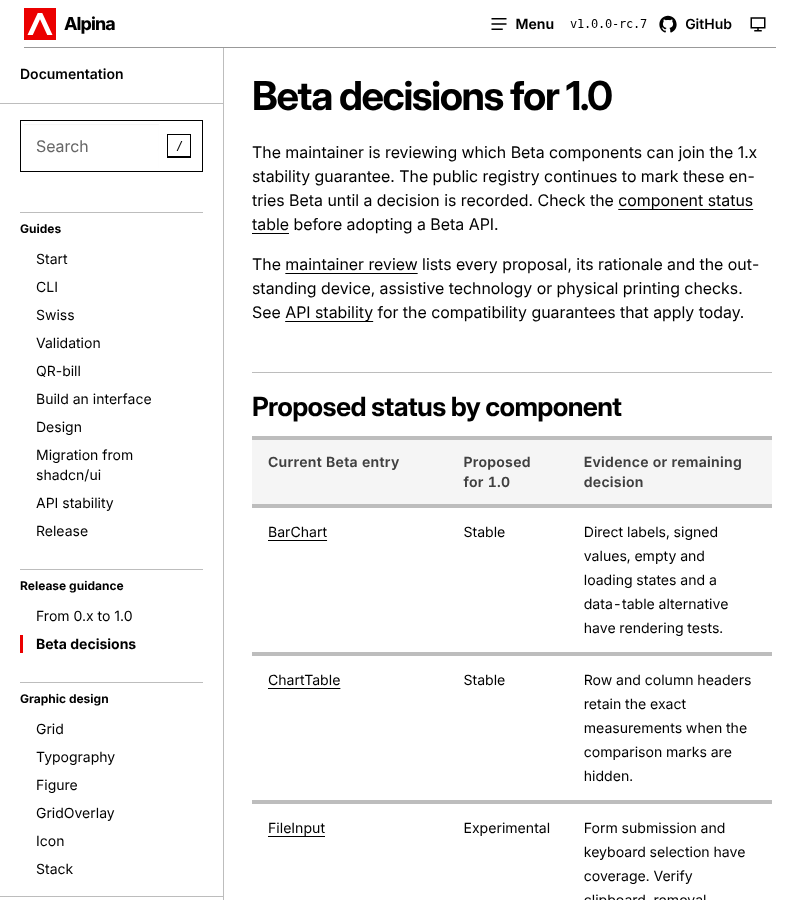 Alpina
Menu
v1.0.0-rc.7
GitHub
Documentation
Search
/
Guides
Start
CLI
Swiss
Validation
QR-bill
Build an interface
Design
Migration from
shadcn/ui
API stability
Release
Release guidance
From 0.x to 1.0
Beta decisions
Graphic design
Grid
Typography
Figure
GridOverlay
Icon
Stack
Beta decisions for 1.0
The maintainer is reviewing which Beta components can join the 1.x
stability guarantee. The public registry continues to mark these en-
tries Beta until a decision is recorded. Check the component status
table before adopting a Beta API.
The maintainer review lists every proposal, its rationale and the out-
standing device, assistive technology or physical printing checks.
See API stability for the compatibility guarantees that apply today.
Proposed status by component
Current Beta entry
Proposed
for 1.0
Evidence or remaining
decision
BarChart
Stable
Direct labels, signed
values, empty and
loading states and a
data-table alternative
have rendering tests.
ChartTable
Stable
Row and column headers
retain the exact
measurements when the
comparison marks are
hidden.
FileInput
Experimental
Form submission and
keyboard selection have
coverage. Verify
clipboard, removal